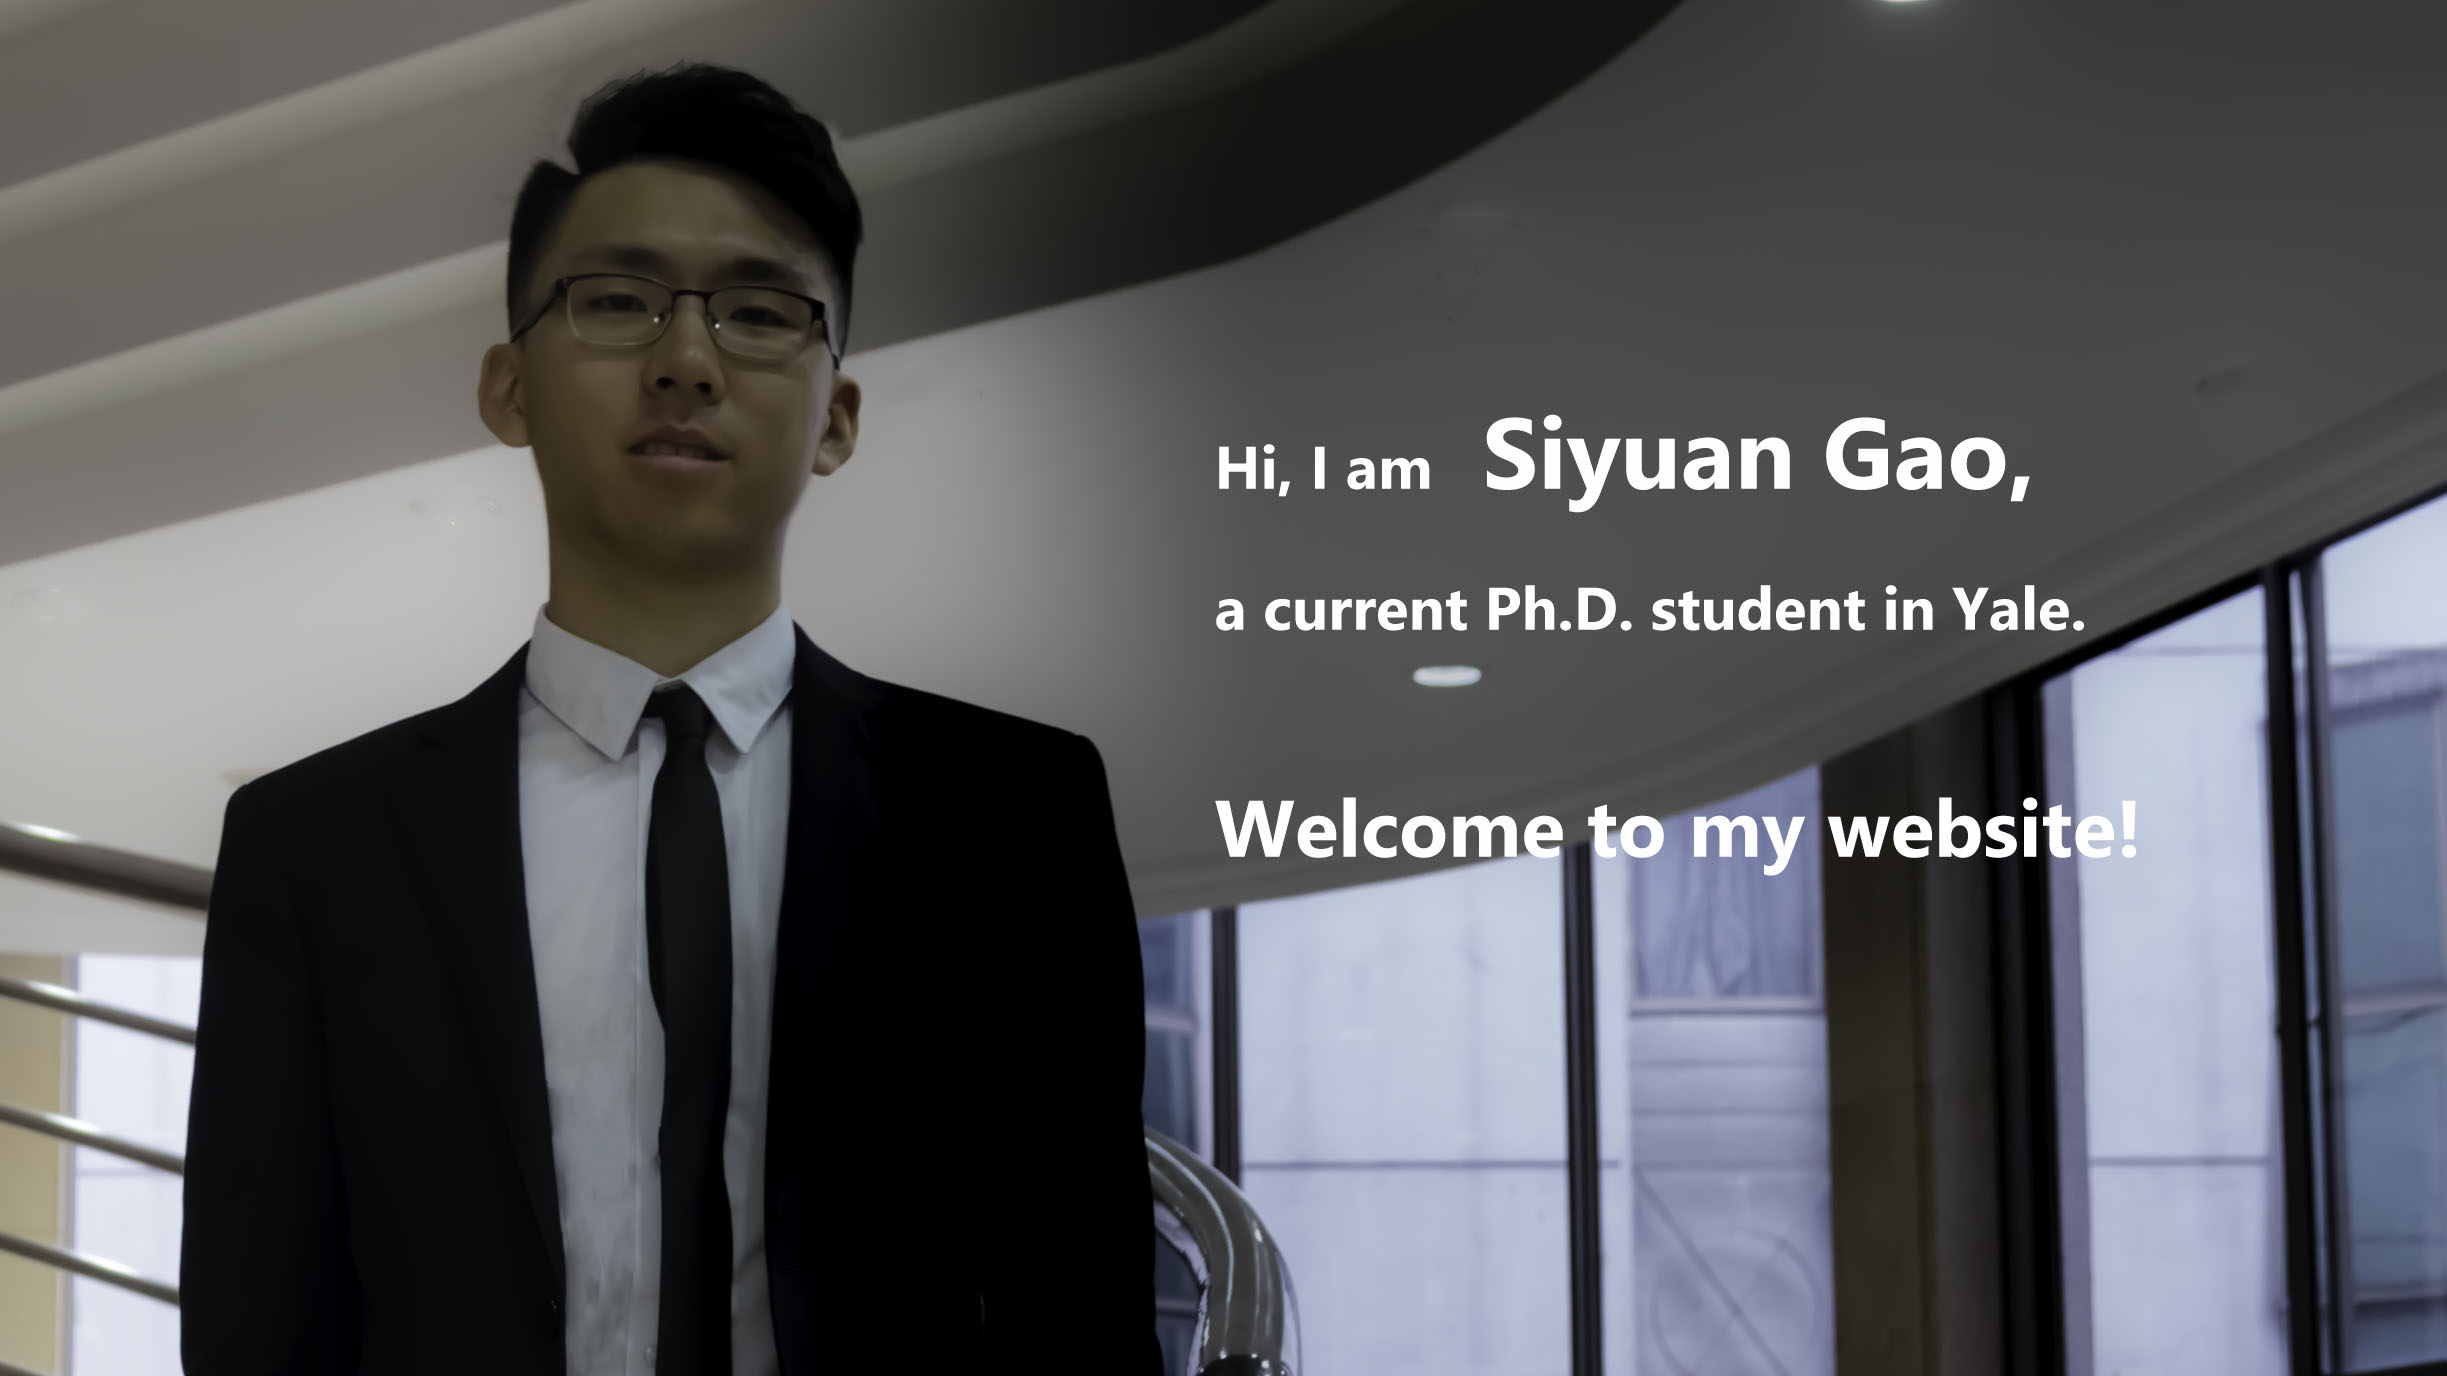 Hi, I am Siyuan Gao,
a current Ph.D. student in Yale.
Welcome to my website!